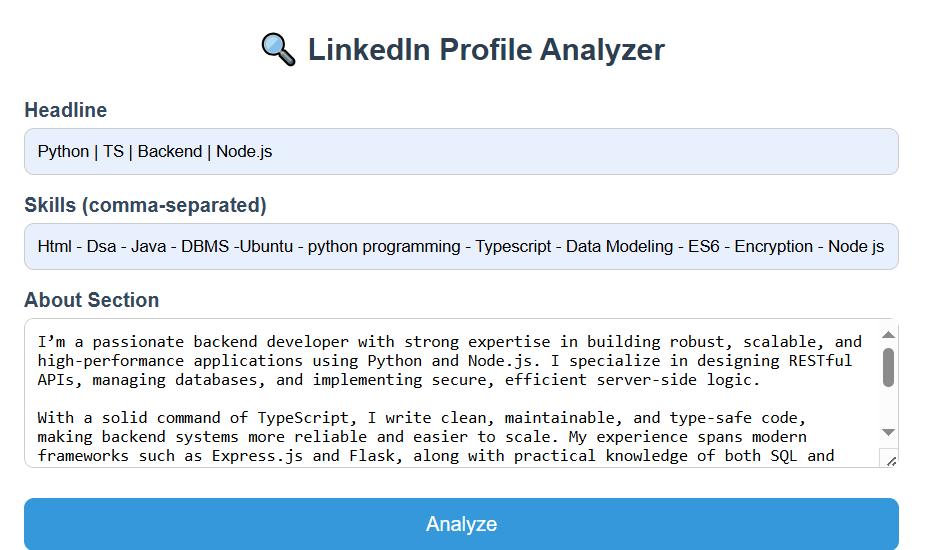 LinkedIn Profile Analyzer
Headline
Python | TS | Backend | Node.js
Skills (comma-separated)
Html - Dsa - Java - DBMS -Ubuntu - python programming - Typescript - Data Modeling - ES6 - Encryption - Node js
About Section
I’m a passionate backend developer with strong expertise in building robust, scalable, and
high-performance applications using Python and Node.js. I specialize in designing RESTful
APIs, managing databases, and implementing secure, efficient server-side logic.
With a solid command of TypeScript, I write clean, maintainable, and type-safe code,
making backend systems more reliable and easier to scale. My experience spans modern
frameworks such as Express.js and Flask, along with practical knowledge of both SQL and
Analyze